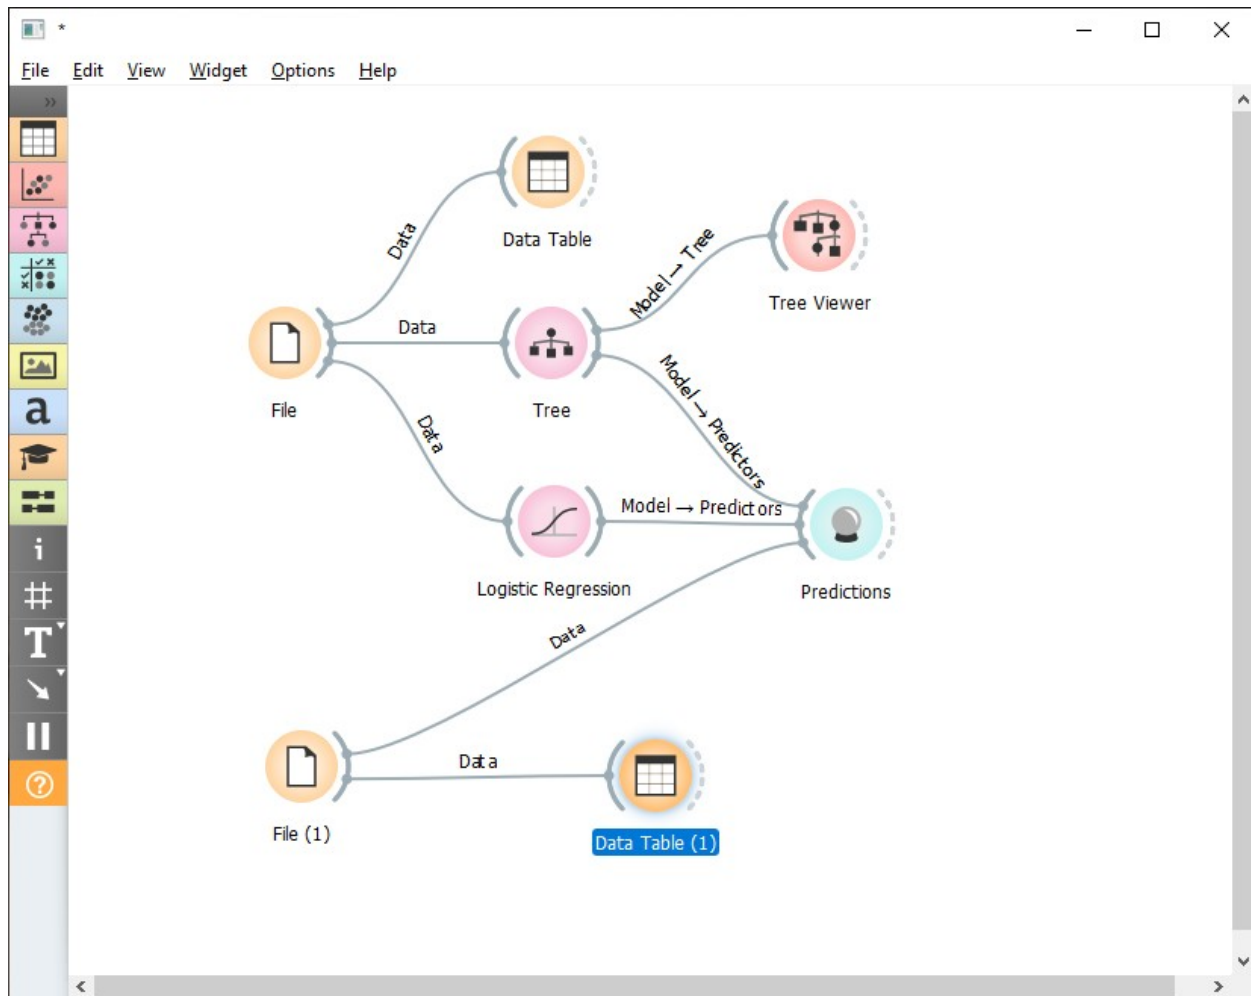 *
File Edit View Widget Options Help
Data Table
Data
Model → Tree
Tree Viewer
Data
File
Tree
Model → Predictors
Data
Model → Predictors
Logistic Regression
Predictions
Data
Data
File (1)
Data Table (1)
a
i
T
?